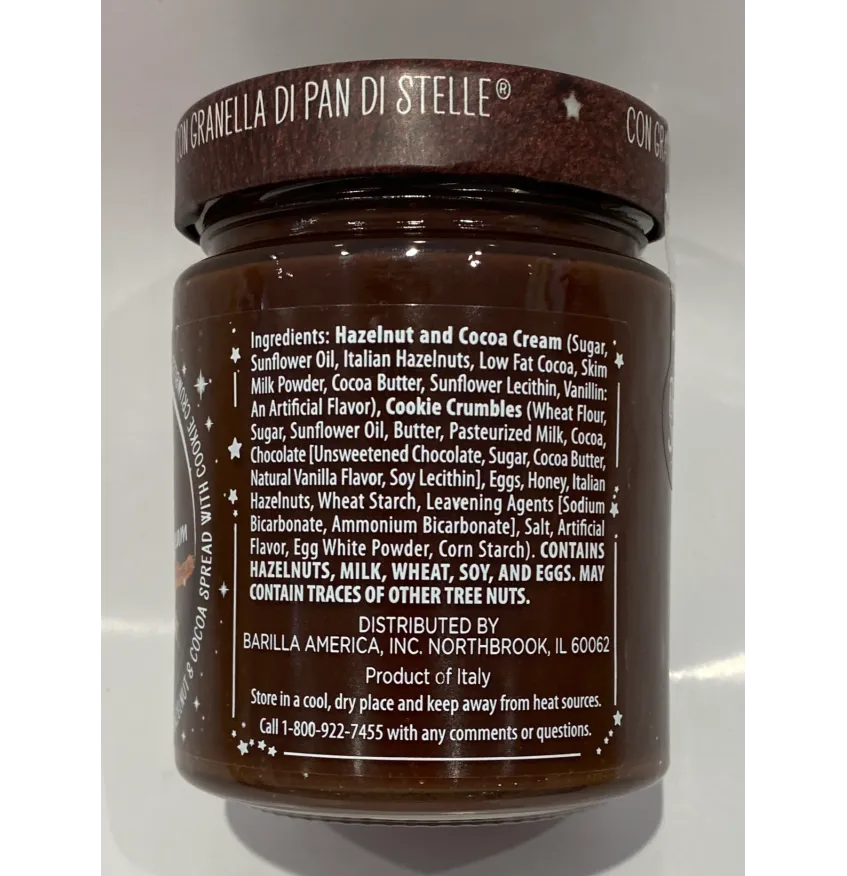 CON GRANELLA DI PAN DI STELLE®
CON
Ingredients: Hazelnut and Cocoa Cream (Sugar,
Sunflower Oil, Italian Hazelnuts, Low Fat Cocoa, Skim
Milk Powder, Cocoa Butter, Sunflower Lecithin, Vanillin:
An Artificial Flavor), Cookie Crumbles (Wheat Flour,
Sugar, Sunflower Oil, Butter, Pasteurized Milk, Cocoa,
Chocolate [Unsweetened Chocolate, Sugar, Cocoa Butter,
Natural Vanilla Flavor, Soy Lecithin], Eggs, Honey, Italian
Hazelnuts, Wheat Starch, Leavening Agents [Sodium
Bicarbonate, Ammonium Bicarbonate], Salt, Artificial
Flavor, Egg White Powder, Corn Starch). CONTAINS
HAZELNUTS, MILK, WHEAT, SOY, AND EGGS. MAY
CONTAIN TRACES OF OTHER TREE NUTS.
DISTRIBUTED BY
BARILLA AMERICA, INC. NORTHBROOK, IL 60062
Product of Italy
Store in a cool, dry place and keep away from heat sources.
Call 1-800-922-7455 with any comments or questions.
& COCOA SPREAD WITH COOKIE